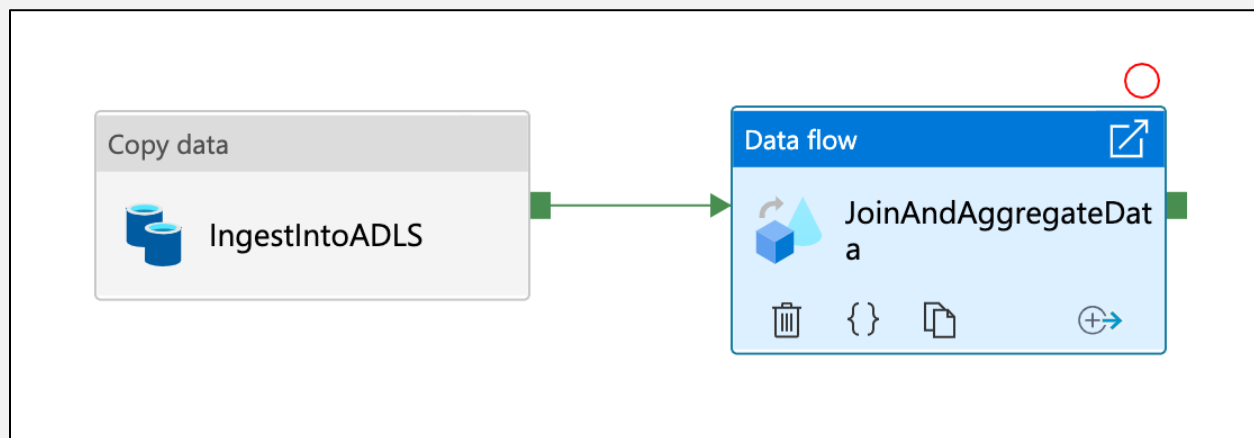 Copy data
IngestIntoADLS
Data flow
JoinAndAggregateDat
a
{}